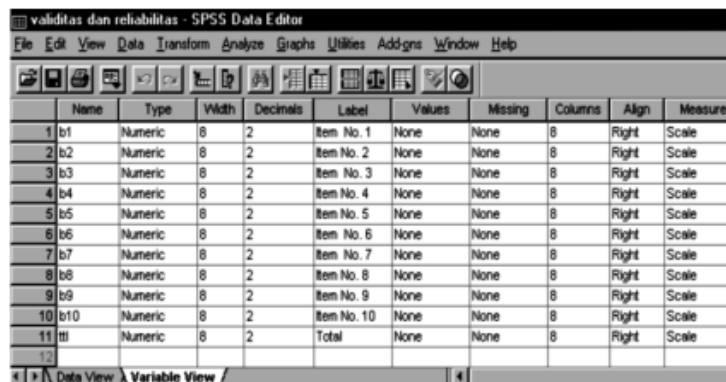 validitas dan reliabilitas - SPSS Data Editor
File Edit View Data Transform Analyze Graphs Utilities Add-ons Window Help
Name Type Width Decimals Label Values Missing Columns Align Measure
1 b1 Numeric 8 2 Item No. 1 None None 8 Right Scale
2 b2 Numeric 8 2 Item No. 2 None None 8 Right Scale
3 b3 Numeric 8 2 Item No. 3 None None 8 Right Scale
4 b4 Numeric 8 2 Item No. 4 None None 8 Right Scale
5 b5 Numeric 8 2 Item No. 5 None None 8 Right Scale
6 b6 Numeric 8 2 Item No. 6 None None 8 Right Scale
7 b7 Numeric 8 2 Item No. 7 None None 8 Right Scale
8 b8 Numeric 8 2 Item No. 8 None None 8 Right Scale
9 b9 Numeric 8 2 Item No. 9 None None 8 Right Scale
10 b10 Numeric 8 2 Item No. 10 None None 8 Right Scale
11 ttl Numeric 8 2 Total None None 8 Right Scale
12
Data View Variable View